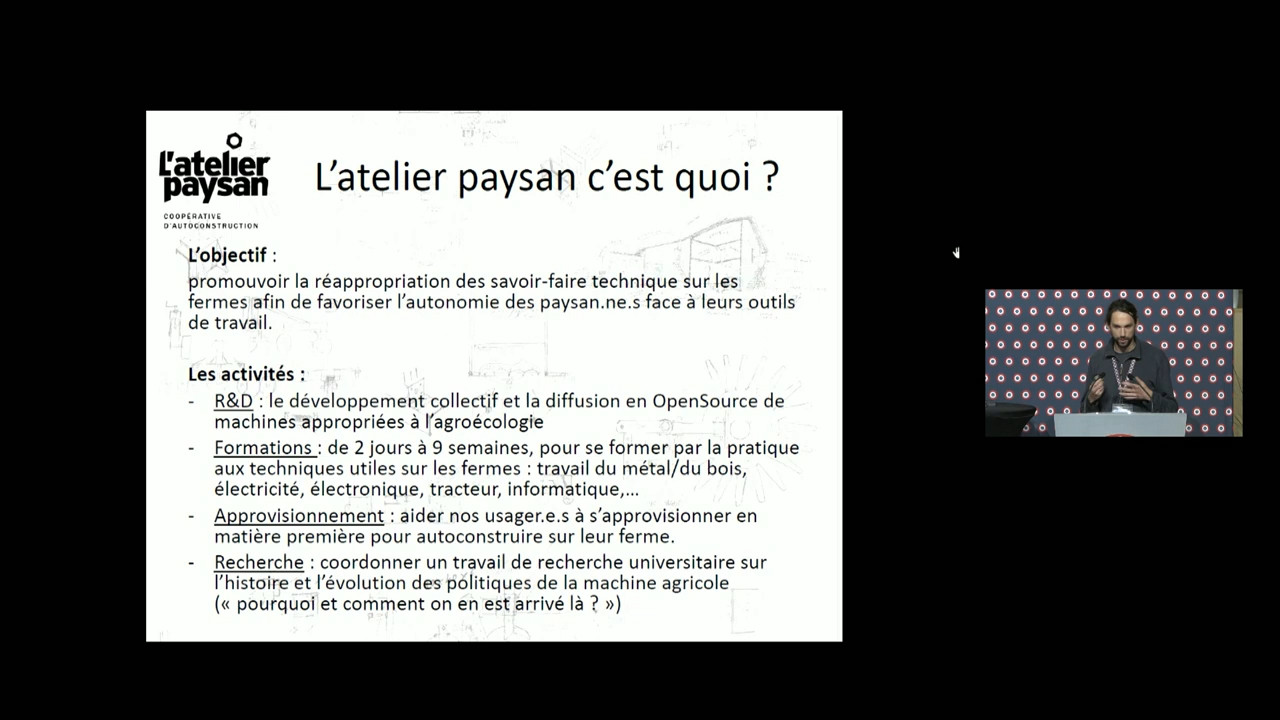 L'atelier
paysan
COOPÉRATIVE
D'AUTOCONSTRUCTION
L’atelier paysan c’est quoi ?
L’objectif :
promouvoir la réappropriation des savoir-faire technique sur les
fermes afin de favoriser l’autonomie des paysan.ne.s face à leurs outils
de travail.
Les activités :
- R&D : le développement collectif et la diffusion en OpenSource de
machines appropriées à l’agroécologie
- Formations : de 2 jours à 9 semaines, pour se former par la pratique
aux techniques utiles sur les fermes : travail du métal/du bois,
électricité, électronique, tracteur, informatique,...
- Approvisionnement : aider nos usager.e.s à s’approvisionner en
matière première pour autoconstruire sur leur ferme.
- Recherche : coordonner un travail de recherche universitaire sur
l’histoire et l’évolution des politiques de la machine agricole
(« pourquoi et comment on en est arrivé là ? »)